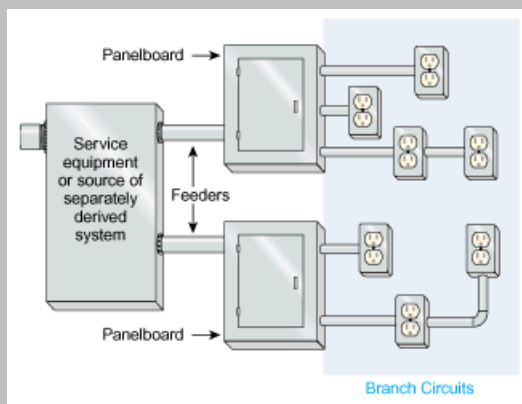 Panelboard
Service
equipment
or source of
separately
derived
system
Feeders
Panelboard
Branch Circuits